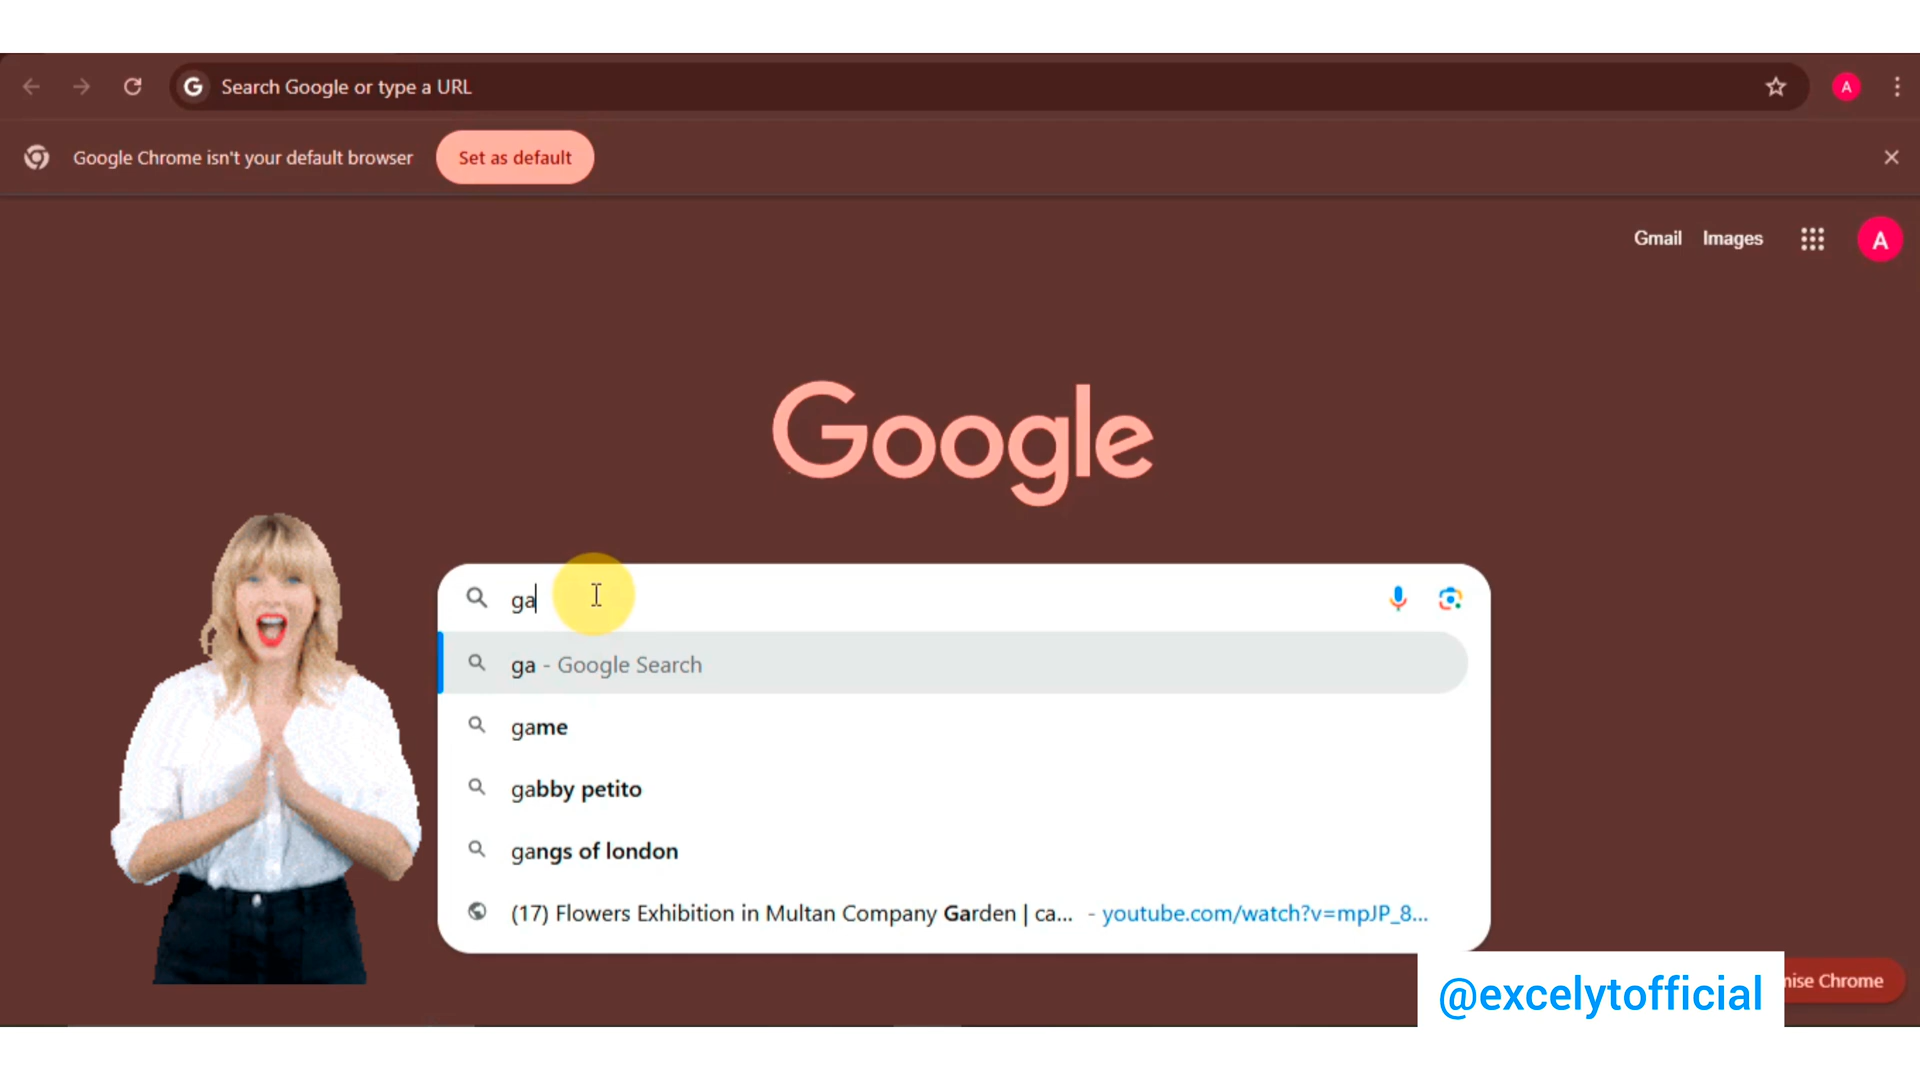 Search Google or type a URL
A
Google Chrome isn't your default browser
Set as default
Gmail
Images
A
Google
ga
ga - Google Search
game
gabby petito
gangs of london
(17) Flowers Exhibition in Multan Company Garden | ca... - youtube.com/watch?v=mpJP_8...
@excelytofficial
Chrome